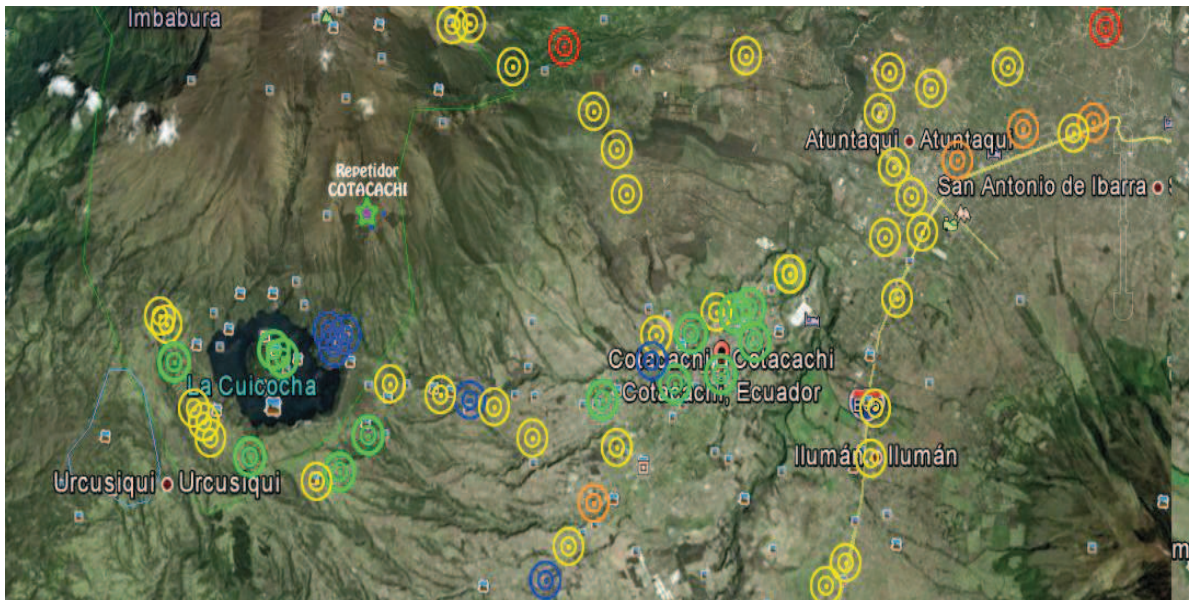 Imbabura
Atuntaqui Atuntaqui
Repetidor
COTACACHI
San Antonio de Ibarra
Cotacachi Cotacachi
La Cuicocha
Cotacachi, Ecuador
Ilumán Ilumán
Urcusiqui Urcusiqui